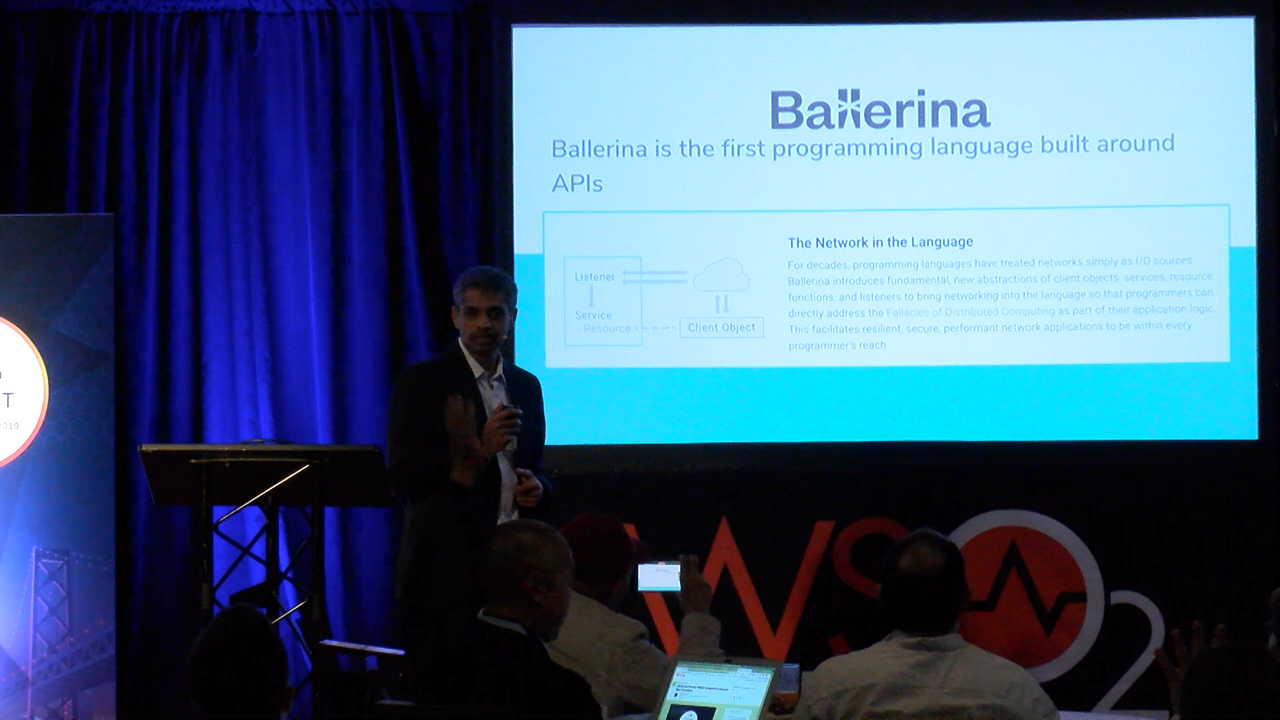 Ballerina
Ballerina is the first programming language built around
APIs
The Network in the Language
For decades, programming languages have treated networks simply as I/O sources
Ballerina introduces fundamental, new abstractions of client objects, services, resource
functions, and listeners to bring networking into the language so that programmers can
directly address the Fallacies of Distributed Computing as part of their application logic.
This facilitates resilient, secure, performant network applications to be within every
programmer's reach
Listener
Service
Resource
Client Object
T
2019
WSO2